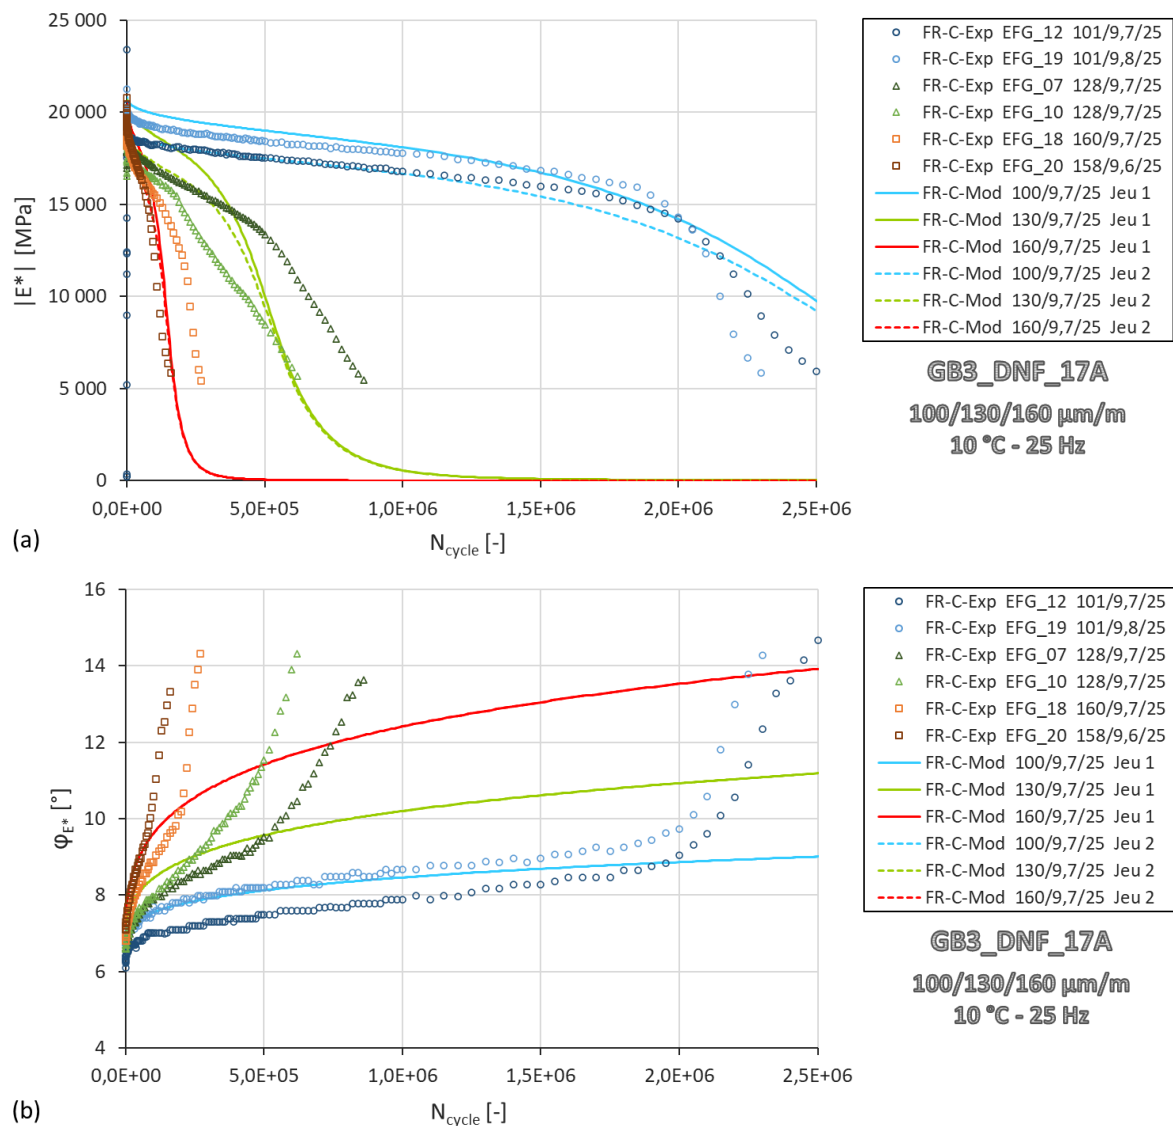 25 000
20 000
15 000
10 000
5 000
0
|E*| [MPa]
0,0E+00 5,0E+05 1,0E+06 1,5E+06 2,0E+06 2,5E+06
N_cycle [-]
(a)
FR-C-Exp EFG_12 101/9,7/25
FR-C-Exp EFG_19 101/9,8/25
FR-C-Exp EFG_07 128/9,7/25
FR-C-Exp EFG_10 128/9,7/25
FR-C-Exp EFG_18 160/9,7/25
FR-C-Exp EFG_20 158/9,6/25
FR-C-Mod 100/9,7/25 Jeu 1
FR-C-Mod 130/9,7/25 Jeu 1
FR-C-Mod 160/9,7/25 Jeu 1
FR-C-Mod 100/9,7/25 Jeu 2
FR-C-Mod 130/9,7/25 Jeu 2
FR-C-Mod 160/9,7/25 Jeu 2
GB3_DNF_17A
100/130/160 µm/m
10 °C - 25 Hz
16
14
12
10
8
6
4
φE* [°]
0,0E+00 5,0E+05 1,0E+06 1,5E+06 2,0E+06 2,5E+06
N_cycle [-]
(b)
FR-C-Exp EFG_12 101/9,7/25
FR-C-Exp EFG_19 101/9,8/25
FR-C-Exp EFG_07 128/9,7/25
FR-C-Exp EFG_10 128/9,7/25
FR-C-Exp EFG_18 160/9,7/25
FR-C-Exp EFG_20 158/9,6/25
FR-C-Mod 100/9,7/25 Jeu 1
FR-C-Mod 130/9,7/25 Jeu 1
FR-C-Mod 160/9,7/25 Jeu 1
FR-C-Mod 100/9,7/25 Jeu 2
FR-C-Mod 130/9,7/25 Jeu 2
FR-C-Mod 160/9,7/25 Jeu 2
GB3_DNF_17A
100/130/160 µm/m
10 °C - 25 Hz